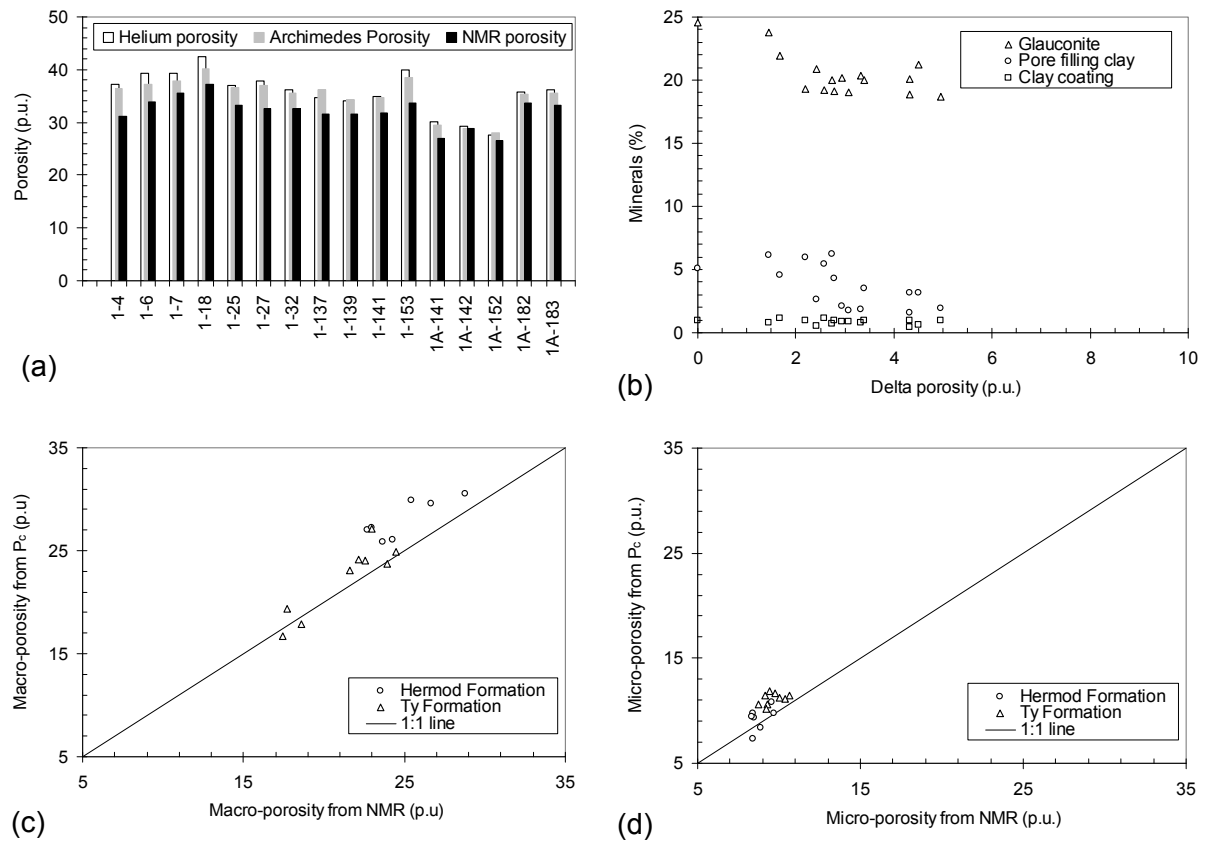 50
40
30
20
10
0
Porosity (p.u.)
Helium porosity Archimedes Porosity NMR porosity
1-4 1-6 1-7 1-18 1-25 1-27 1-32 1-137 1-139 1-141 1-153 1A-141 1A-142 1A-152 1A-182 1A-183
(a)
25
20
15
10
5
0
Minerals (%)
Glauconite
Pore filling clay
Clay coating
0 2 4 6 8 10
Delta porosity (p.u.)
(b)
35
25
15
5
Macro-porosity from Pc (p.u)
Hermod Formation
Ty Formation
1:1 line
5 15 25 35
Macro-porosity from NMR (p.u)
(c)
35
25
15
5
Micro-porosity from Pc (p.u.)
Hermod Formation
Ty Formation
1:1 line
5 15 25 35
Micro-porosity from NMR (p.u.)
(d)